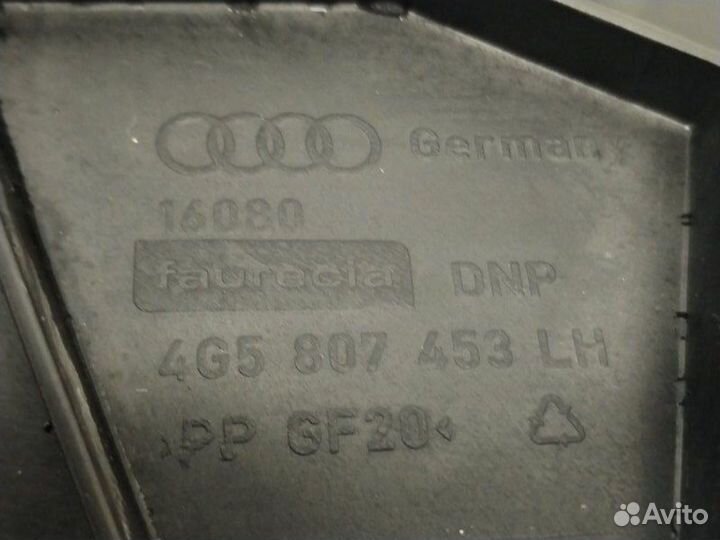 Germany
16080
faurecia DNP
4G5 807 453 LH
>PP GF20<
Avito